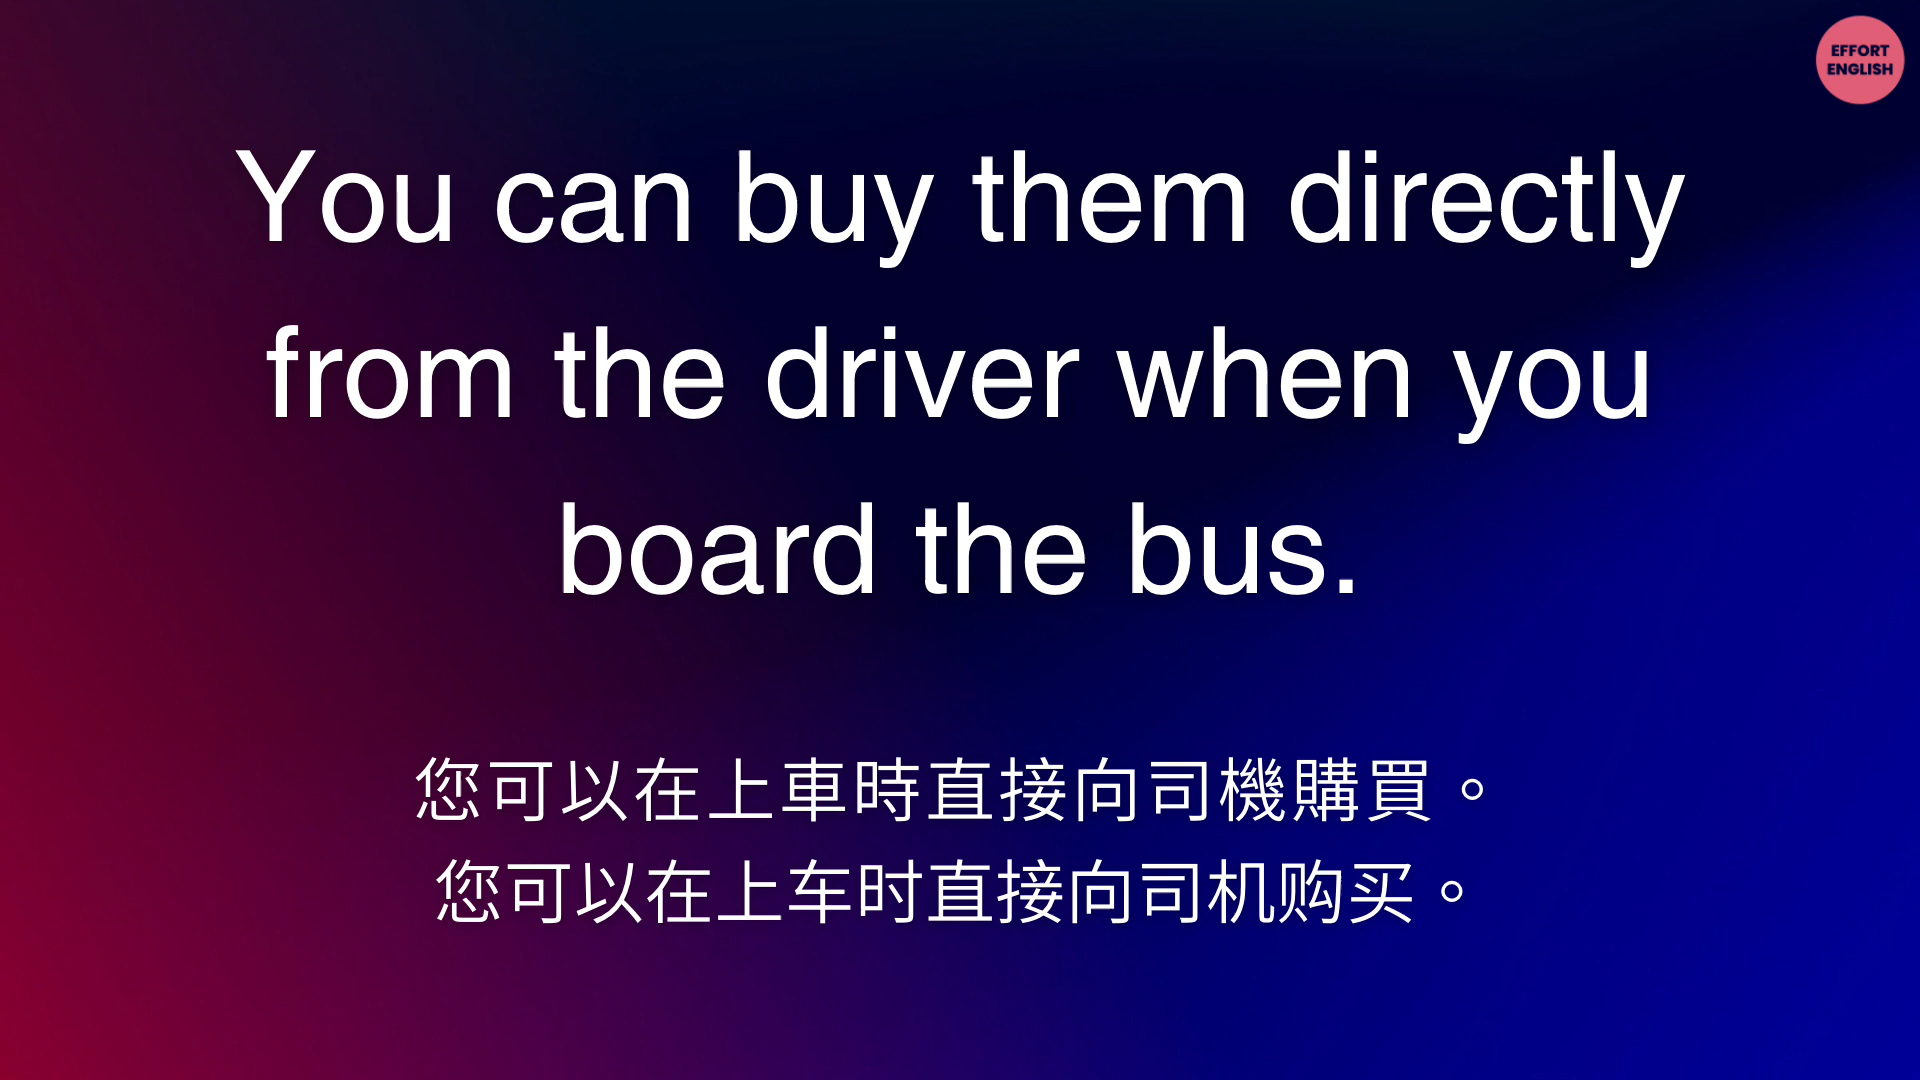 EFFORT
ENGLISH
You can buy them directly
from the driver when you
board the bus.
您可以在上車時直接向司機購買。
您可以在上车时直接向司机购买。